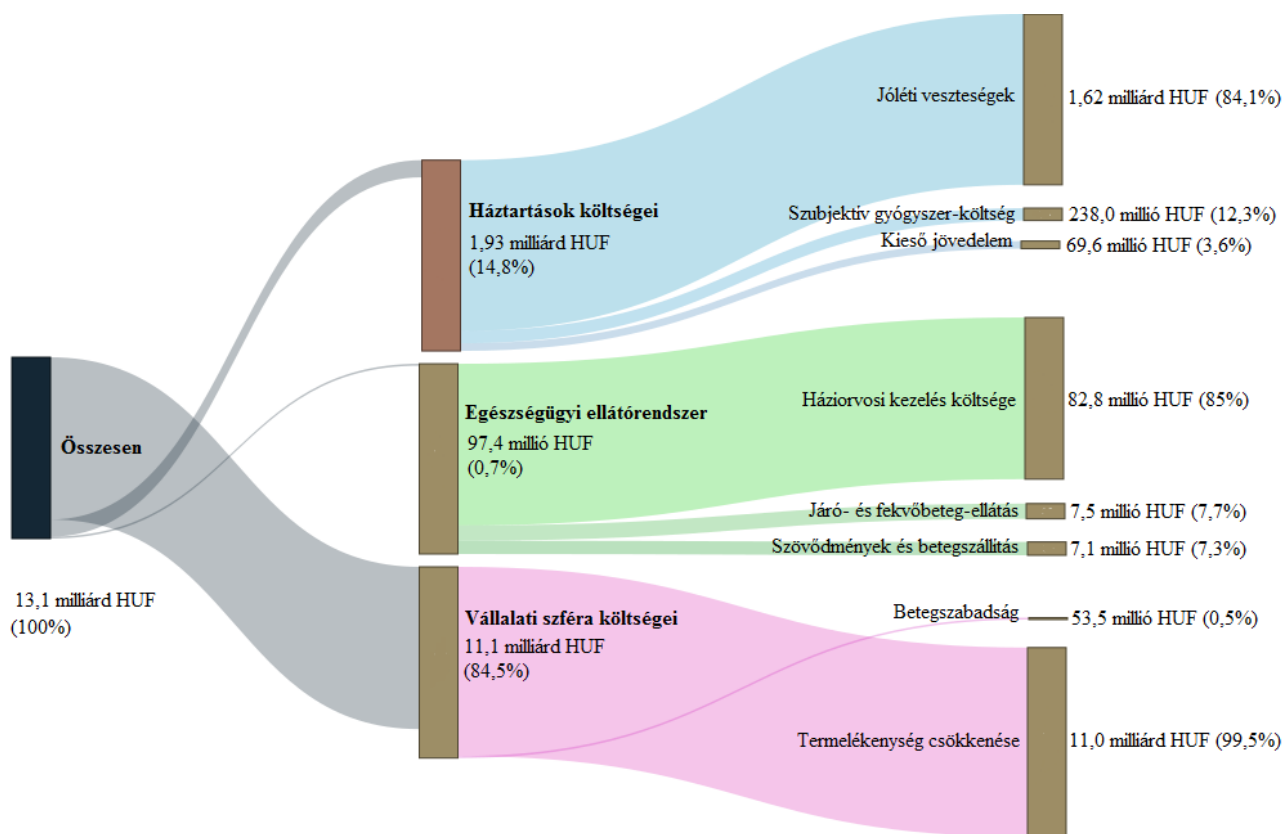 Összesen
13,1 milliárd HUF
(100%)
Háztartások költségei
1,93 milliárd HUF
(14,8%)
Jóléti veszteségek
1,62 milliárd HUF (84,1%)
Szubjektív gyógyszer-költség
238,0 millió HUF (12,3%)
Kieső jövedelem
69,6 millió HUF (3,6%)
Egészségügyi ellátórendszer
97,4 millió HUF
(0,7%)
Háziorvosi kezelés költsége
82,8 millió HUF (85%)
Járó- és fekvőbeteg-ellátás
7,5 millió HUF (7,7%)
Szövődmények és betegszállítás
7,1 millió HUF (7,3%)
Vállalati szféra költségei
11,1 milliárd HUF
(84,5%)
Betegszabadság
53,5 millió HUF (0,5%)
Termelékenység csökkenése
11,0 milliárd HUF (99,5%)